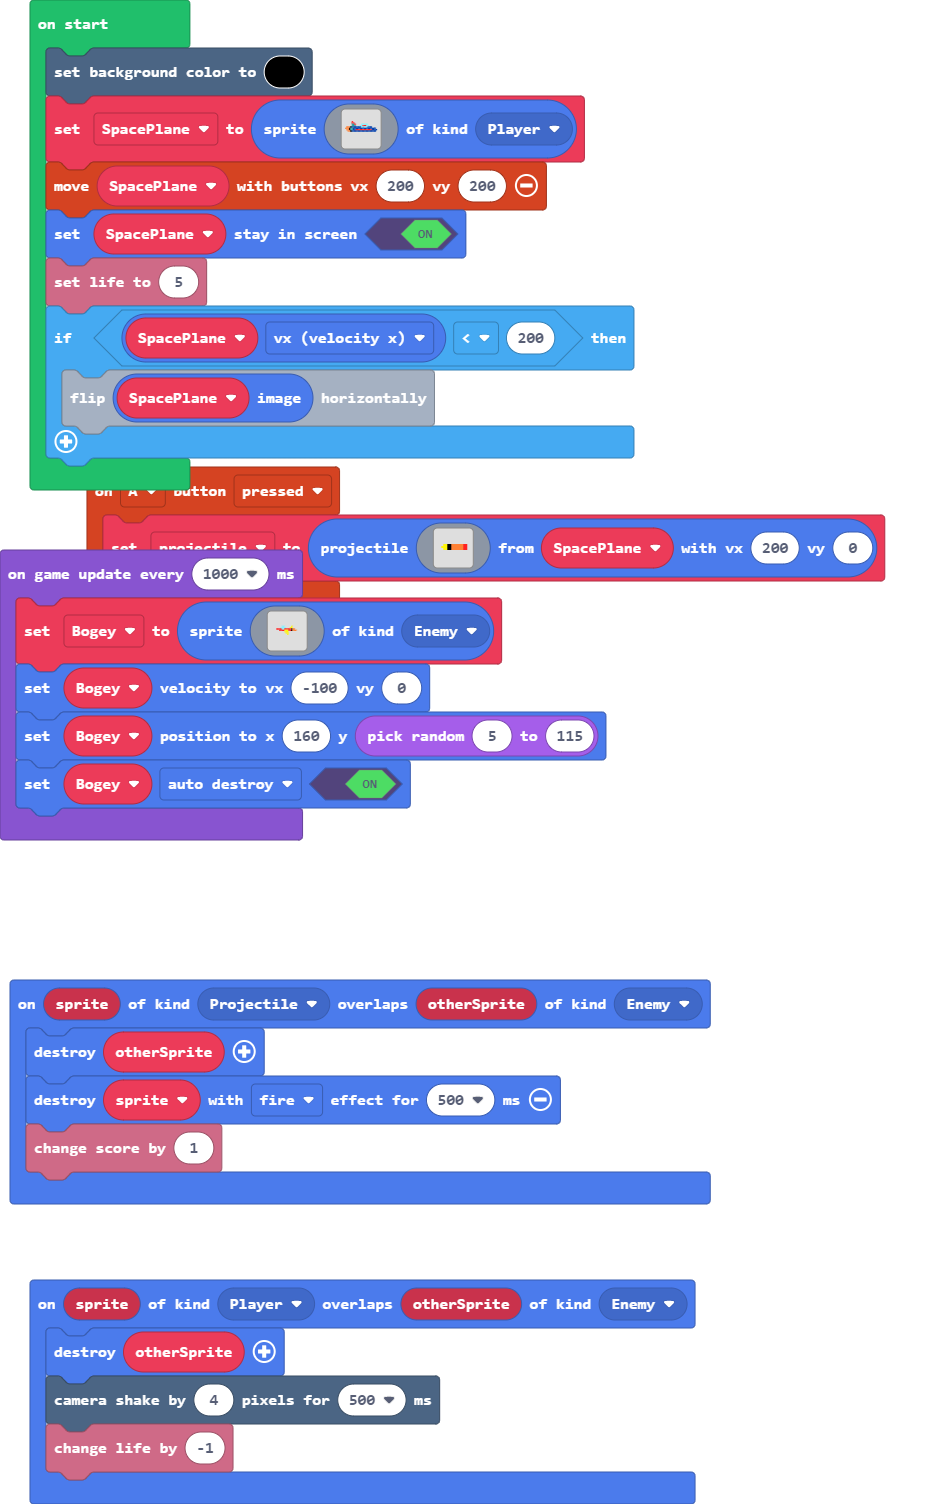 on start
set background color to
set SpacePlane to sprite of kind Player
move SpacePlane with buttons vx 200 vy 200
set SpacePlane stay in screen ON
set life to 5
if SpacePlane vx (velocity x) < 200 then
flip SpacePlane image horizontally
on A button pressed
set projectile to projectile from SpacePlane with vx 200 vy 0
on game update every 1000 ms
set Bogey to sprite of kind Enemy
set Bogey velocity to vx -100 vy 0
set Bogey position to x 160 y pick random 5 to 115
set Bogey auto destroy ON
on sprite of kind Projectile overlaps otherSprite of kind Enemy
destroy otherSprite
destroy sprite with fire effect for 500 ms
change score by 1
on sprite of kind Player overlaps otherSprite of kind Enemy
destroy otherSprite
camera shake by 4 pixels for 500 ms
change life by -1